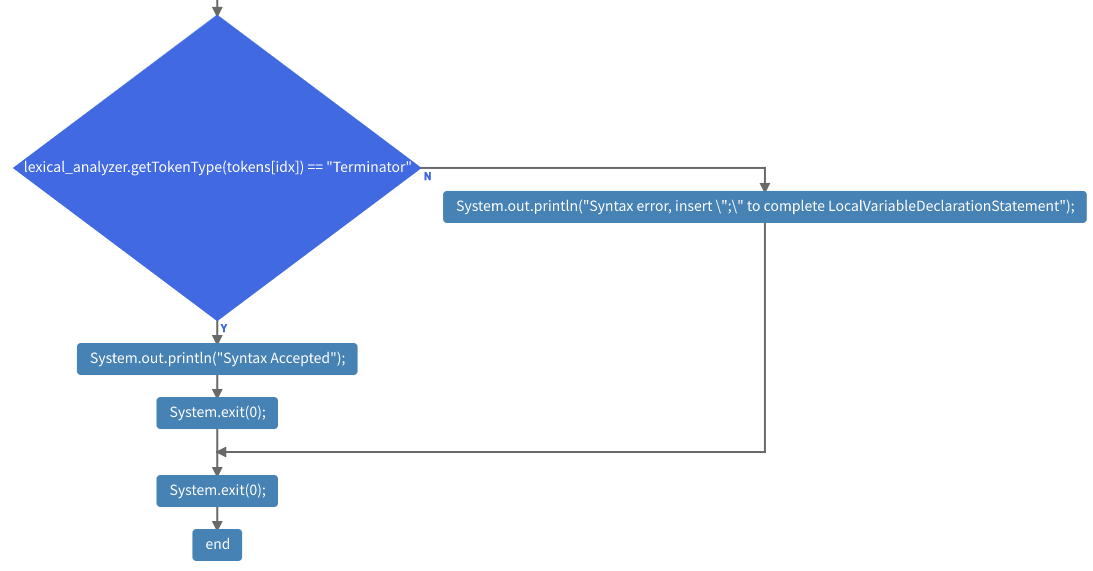 lexical_analyzer.getTokenType(tokens[idx]) == "Terminator"
N
System.out.println("Syntax error, insert \";\" to complete LocalVariableDeclarationStatement");
Y
System.out.println("Syntax Accepted");
System.exit(0);
System.exit(0);
end